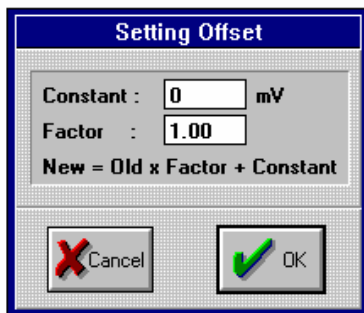 Setting Offset
Constant : 0 mV
Factor : 1.00
New = Old x Factor + Constant
Cancel OK